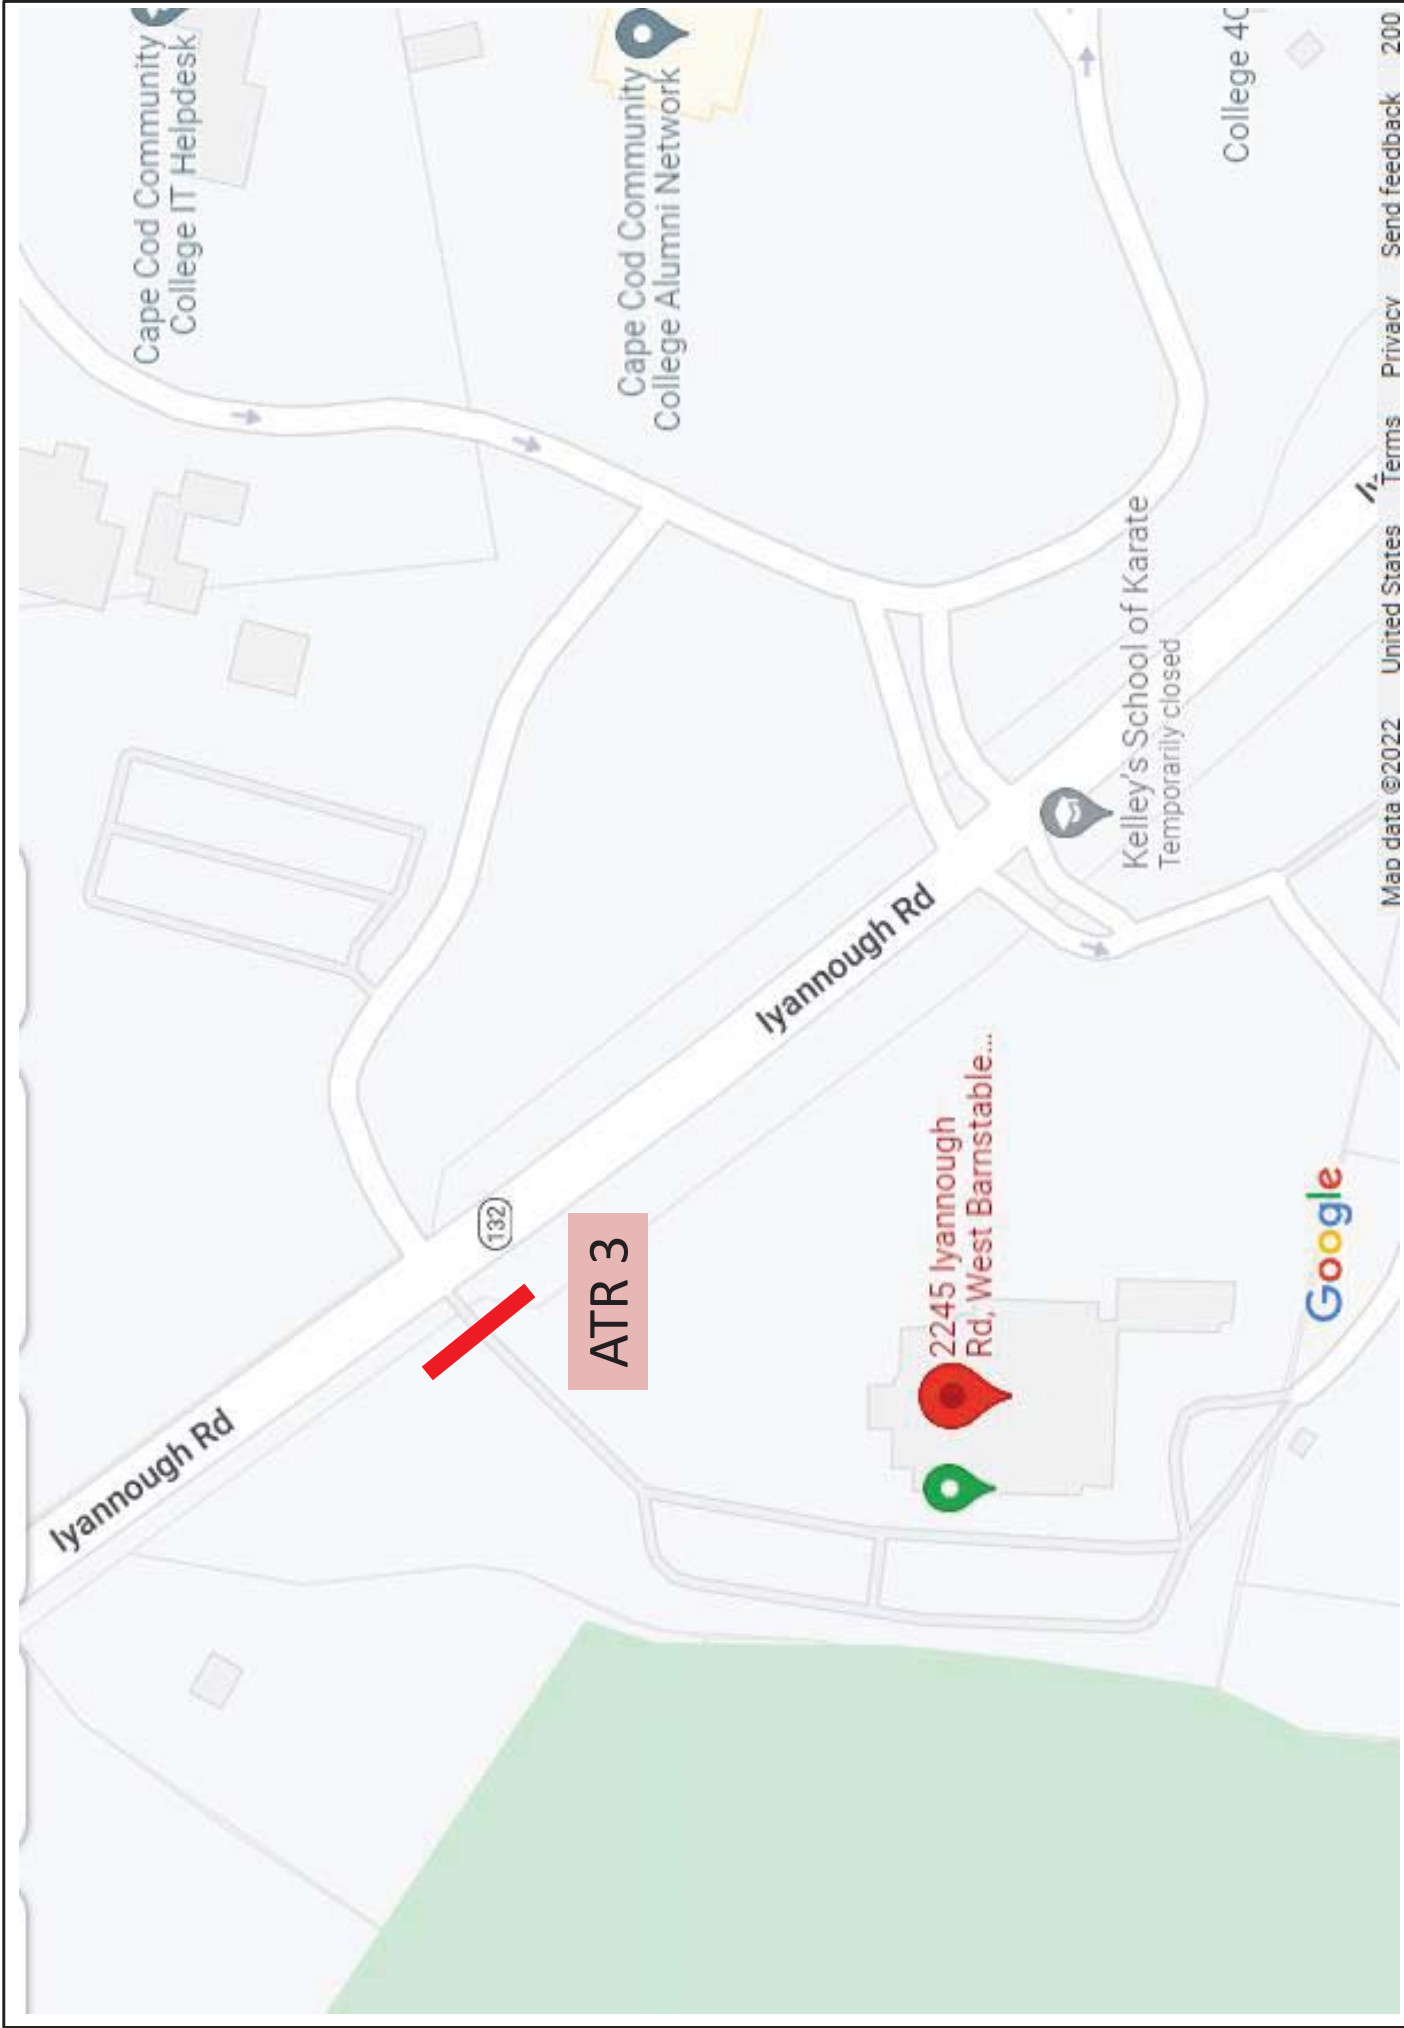 Cape Cod Community
College IT Helpdesk
Cape Cod Community
College Alumni Network
College 4C
Iyannough Rd
132
ATR 3
Iyannough Rd
Kelley's School of Karate
Temporarily closed
2245 Iyannough
Rd, West Barnstable...
Google
Map data ©2022 United States Terms Privacy Send feedback 200